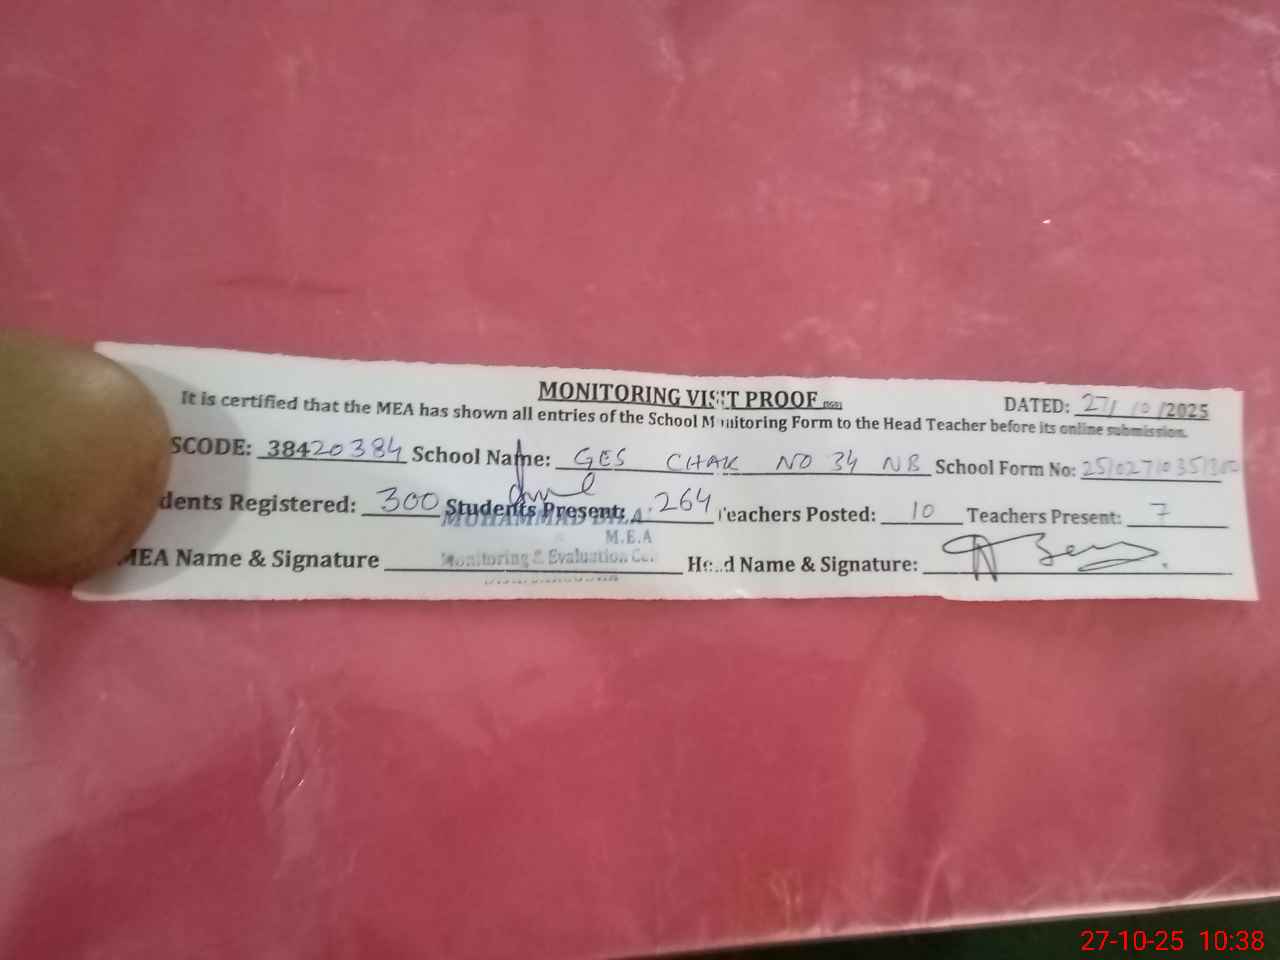 MONITORING VISIT PROOF
DATED: 27/10/2025
It is certified that the MEA has shown all entries of the School Monitoring Form to the Head Teacher before its online submission.
SCODE: 38420384 School Name: GES CHAK NO 34 NB School Form No:
dents Registered: 300 Students Present: 264 Teachers Posted: 10 Teachers Present: 7
MUHAMMAD BILAL
M.E.A
MEA Name & Signature Monitoring & Evaluation Head Name & Signature:
27-10-25 10:38